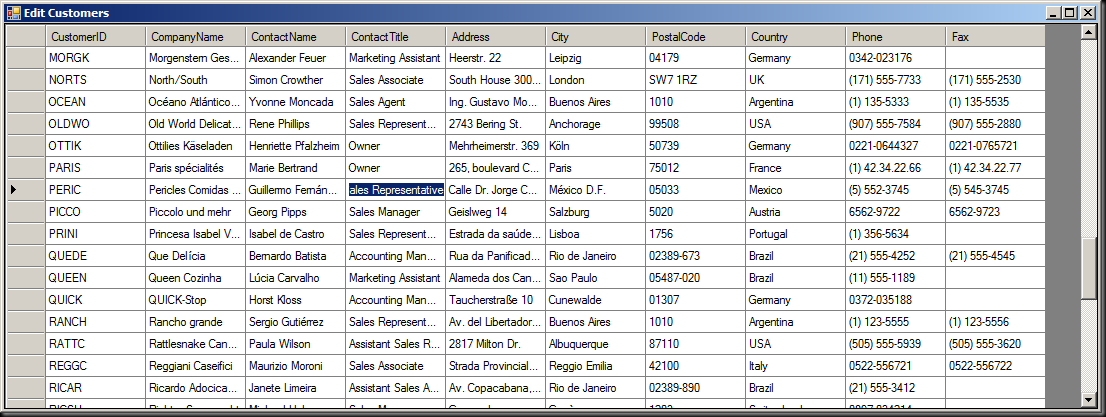 Edit Customers
CustomerID CompanyName ContactName ContactTitle Address City PostalCode Country Phone Fax
MORGK Morgenstern Ges... Alexander Feuer Marketing Assistant Heerstr. 22 Leipzig 04179 Germany 0342-023176
NORTS North/South Simon Crowther Sales Associate South House 300... London SW7 1RZ UK (171) 555-7733 (171) 555-2530
OCEAN Océano Atlántico... Yvonne Moncada Sales Agent Ing. Gustavo Mo... Buenos Aires 1010 Argentina (1) 135-5333 (1) 135-5535
OLDWO Old World Delicat... Rene Phillips Sales Represent... 2743 Bering St. Anchorage 99508 USA (907) 555-7584 (907) 555-2880
OTTIK Ottilies Käseladen Henriette Pfalzheim Owner Mehrheimerstr. 369 Köln 50739 Germany 0221-0644327 0221-0765721
PARIS Paris spécialités Marie Bertrand Owner 265, boulevard C... Paris 75012 France (1) 42.34.22.66 (1) 42.34.22.77
PERIC Pericles Comidas ... Guillermo Fernán... ales Representative Calle Dr. Jorge C... México D.F. 05033 Mexico (5) 552-3745 (5) 545-3745
PICCO Piccolo und mehr Georg Pipps Sales Manager Geislweg 14 Salzburg 5020 Austria 6562-9722 6562-9723
PRINI Princesa Isabel V... Isabel de Castro Sales Represent... Estrada da saúde... Lisboa 1756 Portugal (1) 356-5634
QUEDE Que Delícia Bernardo Batista Accounting Man... Rua da Panificad... Rio de Janeiro 02389-673 Brazil (21) 555-4252 (21) 555-4545
QUEEN Queen Cozinha Lúcia Carvalho Marketing Assistant Alameda dos Can... Sao Paulo 05487-020 Brazil (11) 555-1189
QUICK QUICK-Stop Horst Kloss Accounting Man... Taucherstraße 10 Cunewalde 01307 Germany 0372-035188
RANCH Rancho grande Sergio Gutiérrez Sales Represent... Av. del Libertador... Buenos Aires 1010 Argentina (1) 123-5555 (1) 123-5556
RATTC Rattlesnake Can... Paula Wilson Assistant Sales R... 2817 Milton Dr. Albuquerque 87110 USA (505) 555-5939 (505) 555-3620
REGGC Reggiani Caseifici Maurizio Moroni Sales Associate Strada Provincial... Reggio Emilia 42100 Italy 0522-556721 0522-556722
RICAR Ricardo Adocica... Janete Limeira Assistant Sales A... Av. Copacabana,... Rio de Janeiro 02389-890 Brazil (21) 555-3412